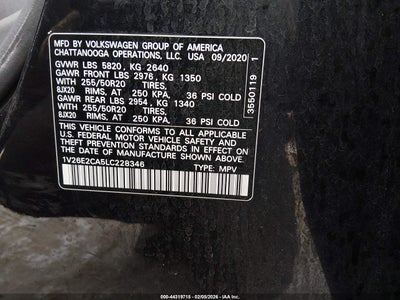 MFD BY VOLKSWAGEN GROUP OF AMERICA
CHATTANOOGA OPERATIONS, LLC. USA 09/2020
GVWR LBS 5820, KG 2640
GAWR FRONT LBS 2976, KG 1350
WITH 255/50R20 TIRES,
8JX20 RIMS, AT 250 KPA, 36 PSI COLD
GAWR REAR LBS 2954, KG 1340
WITH 255/50R20 TIRES,
8JX20 RIMS, AT 250 KPA, 36 PSI COLD
THIS VEHICLE CONFORMS TO ALL APPLICABLE
U.S. FEDERAL MOTOR VEHICLE SAFETY AND
THEFT PREVENTION STANDARDS IN EFFECT ON THE
DATE OF MANUFACTURE SHOWN ABOVE.
1V26E2CA5LC228346 TYPE: MPV
3550119 1
000-44319718 - 02/09/2026 - IAAI.COM